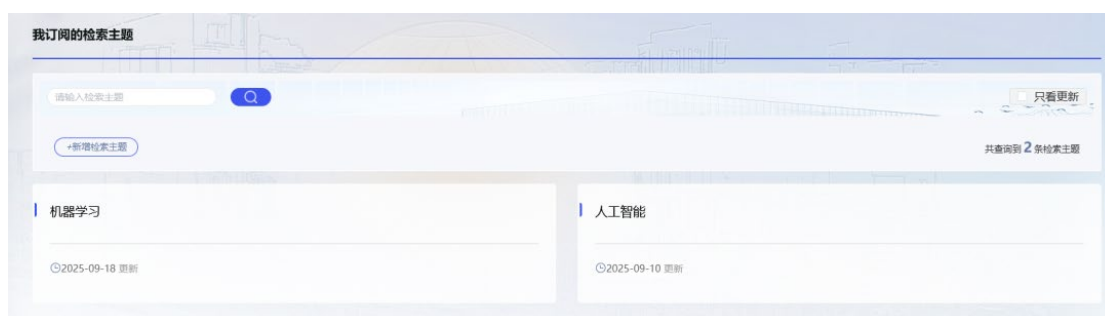 我订阅的检索主题
请输入检索主题
只看更新
+新增检索主题
共查询到 2 条检索主题
机器学习
人工智能
2025-09-18 更新
2025-09-10 更新